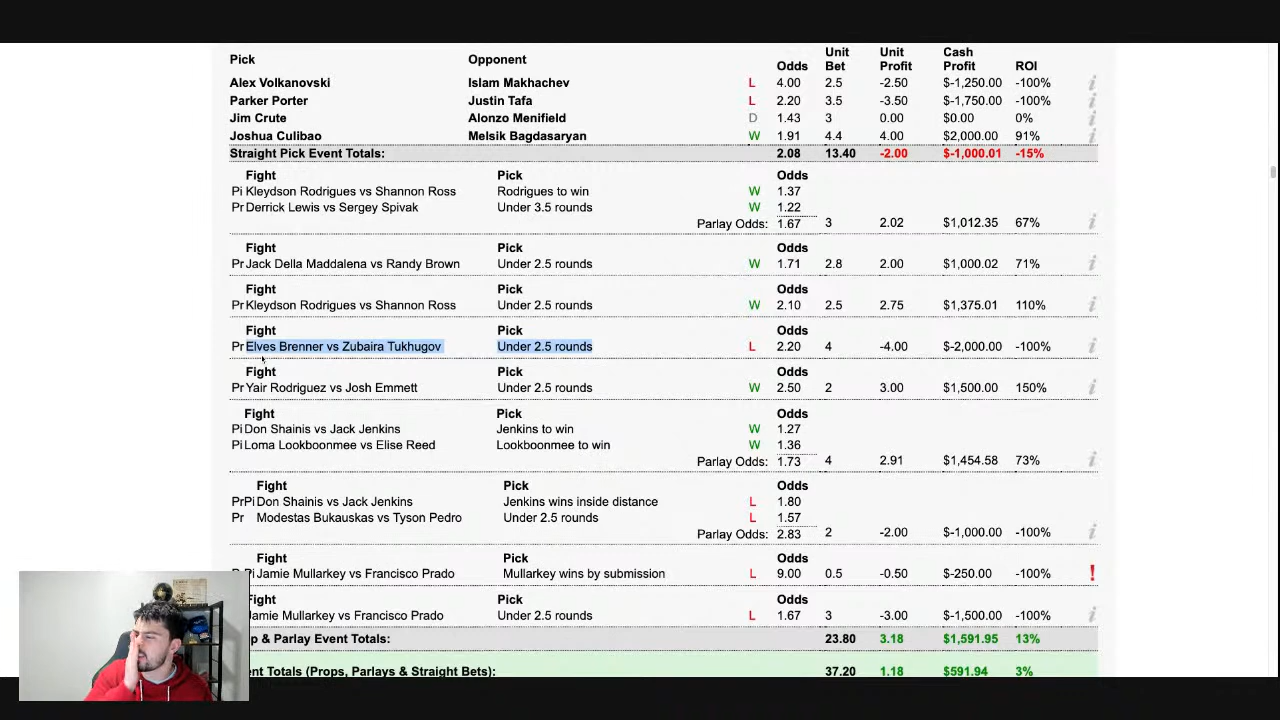 Pick Opponent Odds Unit Bet Unit Profit Cash Profit ROI
Alex Volkanovski Islam Makhachev L 4.00 2.5 -2.50 $-1,250.00 -100%
Parker Porter Justin Tafa L 2.20 3.5 -3.50 $-1,750.00 -100%
Jim Crute Alonzo Menifield D 1.43 3 0.00 $0.00 0%
Joshua Culibao Melsik Bagdasaryan W 1.91 4.4 4.00 $2,000.00 91%
Straight Pick Event Totals: 2.08 13.40 -2.00 $-1,000.01 -15%
Fight Pick Odds
Pi Kleydson Rodrigues vs Shannon Ross Rodrigues to win W 1.37
Pr Derrick Lewis vs Sergey Spivak Under 3.5 rounds W 1.22
Parlay Odds: 1.67 3 2.02 $1,012.35 67%
Fight Pick Odds
Pr Jack Della Maddalena vs Randy Brown Under 2.5 rounds W 1.71 2.8 2.00 $1,000.02 71%
Fight Pick Odds
Pr Kleydson Rodrigues vs Shannon Ross Under 2.5 rounds W 2.10 2.5 2.75 $1,375.01 110%
Fight Pick Odds
Pr Elves Brenner vs Zubaira Tukhugov Under 2.5 rounds L 2.20 4 -4.00 $-2,000.00 -100%
Fight Pick Odds
Pr Yair Rodriguez vs Josh Emmett Under 2.5 rounds W 2.50 2 3.00 $1,500.00 150%
Fight Pick Odds
Pi Don Shainis vs Jack Jenkins Jenkins to win W 1.27
Pi Loma Lookboonmee vs Elise Reed Lookboonmee to win W 1.36
Parlay Odds: 1.73 4 2.91 $1,454.58 73%
Fight Pick Odds
PrPi Don Shainis vs Jack Jenkins Jenkins wins inside distance L 1.80
Pr Modestas Bukauskas vs Tyson Pedro Under 2.5 rounds L 1.57
Parlay Odds: 2.83 2 -2.00 $-1,000.00 -100%
Fight Pick Odds
Pi Jamie Mullarkey vs Francisco Prado Mullarkey wins by submission L 9.00 0.5 -0.50 $-250.00 -100% !
Fight Pick Odds
Jamie Mullarkey vs Francisco Prado Under 2.5 rounds L 1.67 3 -3.00 $-1,500.00 -100%
p & Parlay Event Totals: 23.80 3.18 $1,591.95 13%
ent Totals (Props, Parlays & Straight Bets): 37.20 1.18 $591.94 3%